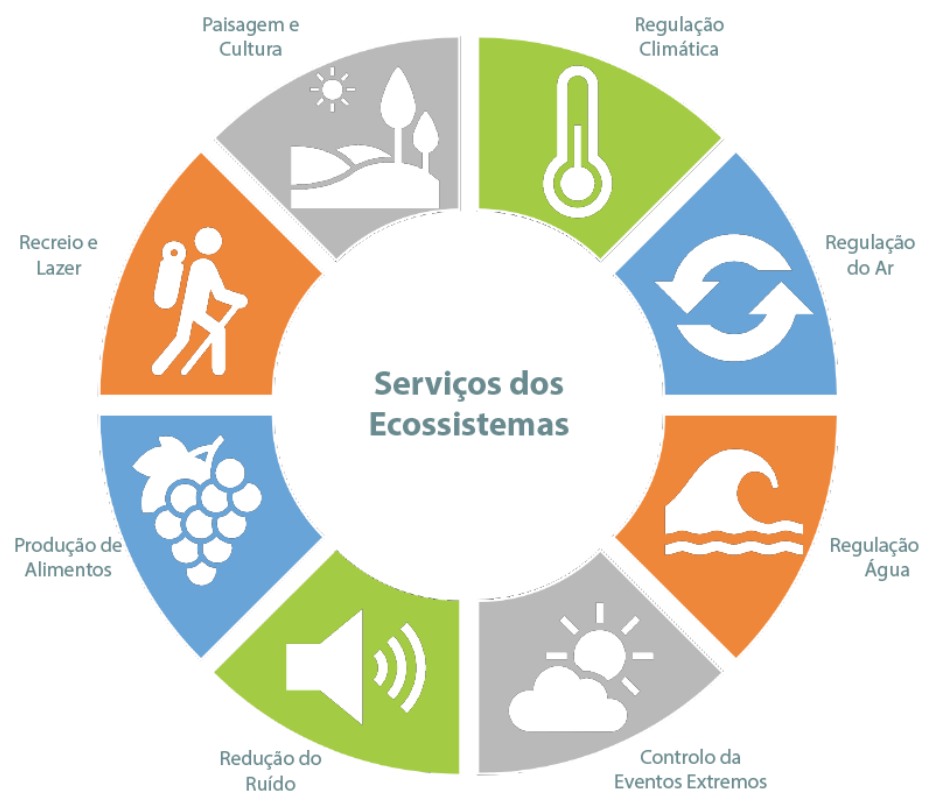 Paisagem e
Cultura
Regulação
Climática
Recreio e
Lazer
Regulação
do Ar
Serviços dos
Ecossistemas
Produção de
Alimentos
Regulação
Água
Redução do
Ruído
Controlo da
Eventos Extremos